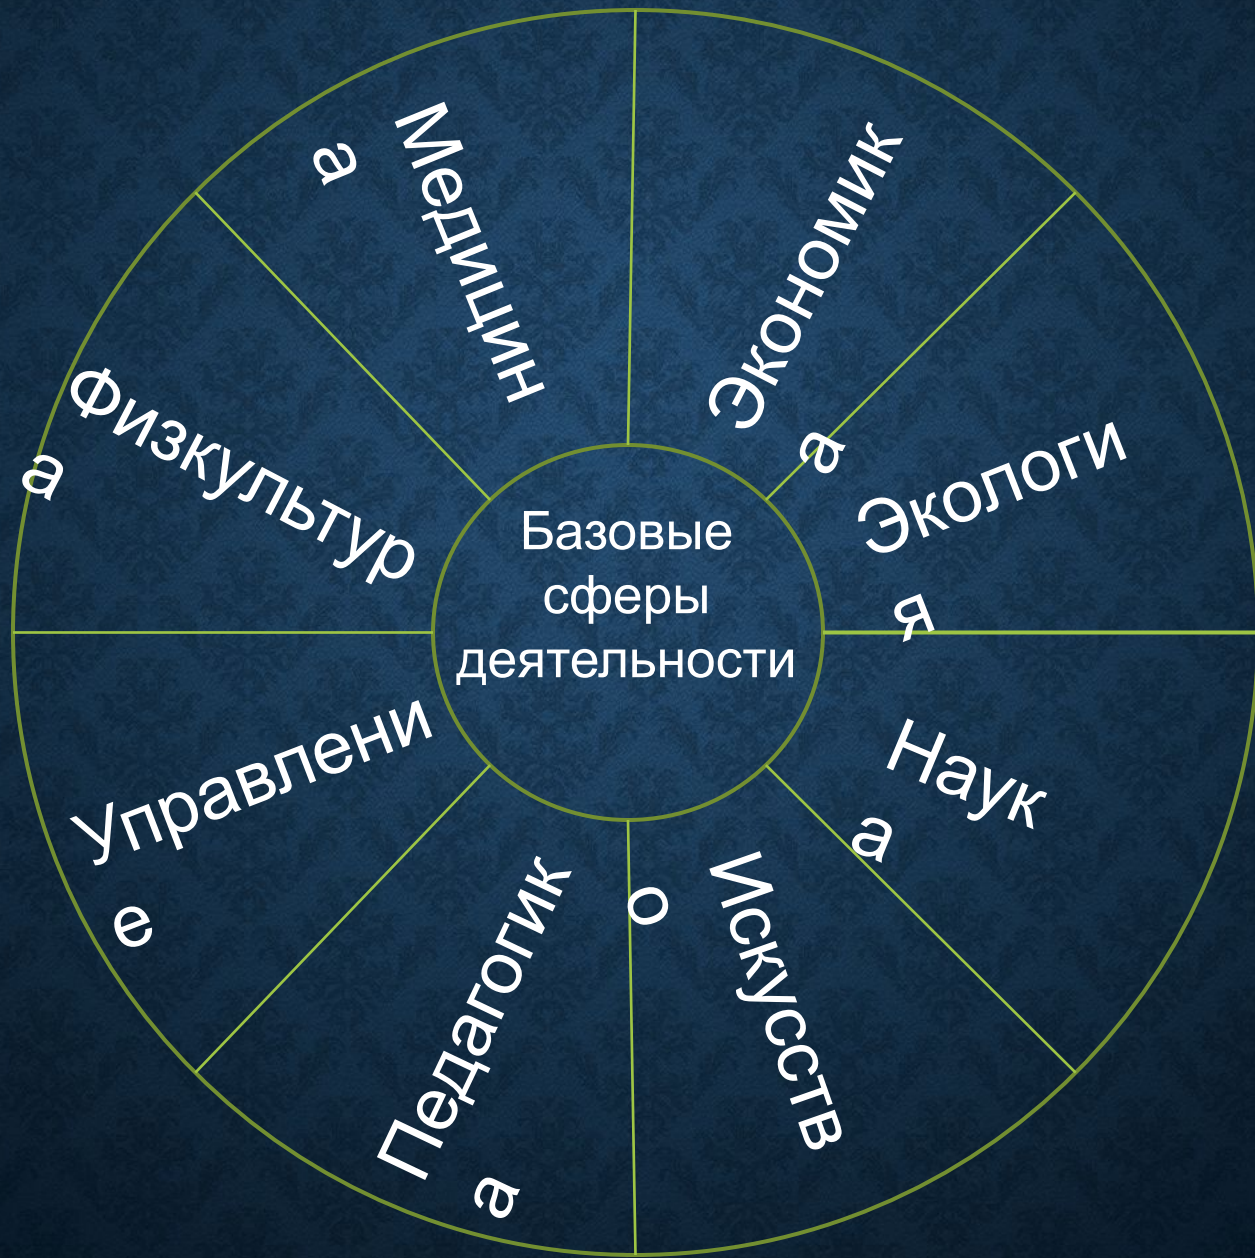 Медицин
а
Экономик
а
Экологи
я
Наук
а
Искусств
о
Педагогик
а
Управлени
е
Физкультур
а
Базовые
сферы
деятельности